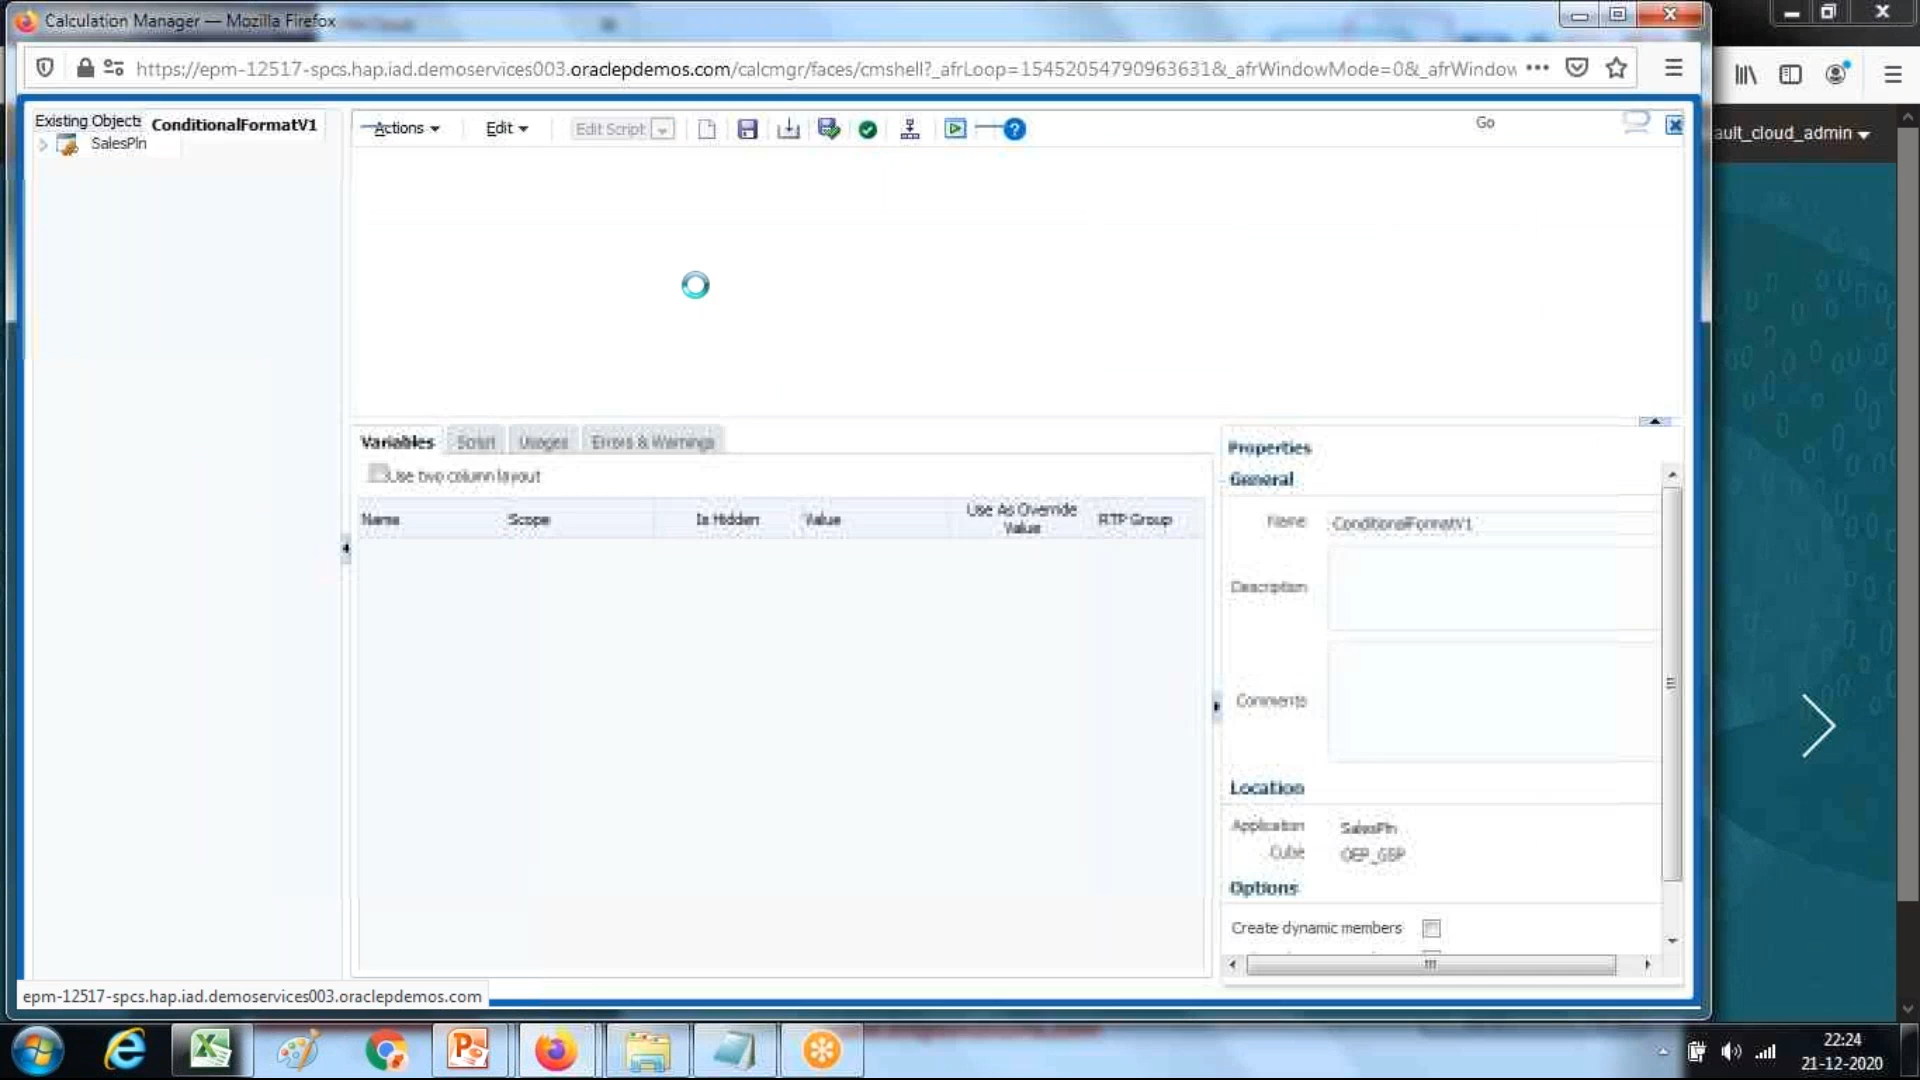 Calculation Manager — Mozilla Firefox
https://epm-12517-spcs.hap.iad.demoservices003.oraclepdemos.com/calcmgr/faces/cmshell?_afrLoop=15452054790963631&_afrWindowMode=0&_afrWindow
ault_cloud_admin
Existing Objects
ConditionalFormatV1
SalesPln
Actions
Edit
Edit Script
?
Go
Variables
Script
Usages
Errors & Warnings
Use two column layout
Name
Scope
Is Hidden
Value
Use As Override
Value
RTP Group
Properties
General
Name
ConditionalFormatV1
Description
Comments
Location
Application
SalesPln
Cube
OEP_GSP
Options
Create dynamic members
epm-12517-spcs.hap.iad.demoservices003.oraclepdemos.com
22:24
21-12-2020